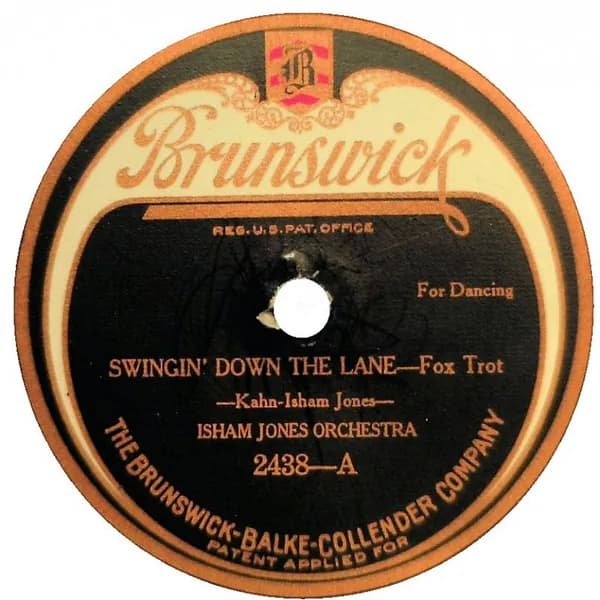 B
Brunswick
REG. U.S. PAT. OFFICE
For Dancing
SWINGIN' DOWN THE LANE—Fox Trot
—Kahn-Isham Jones—
ISHAM JONES ORCHESTRA
2438—A
THE BRUNSWICK-BALKE-COLLENDER COMPANY
PATENT APPLIED FOR